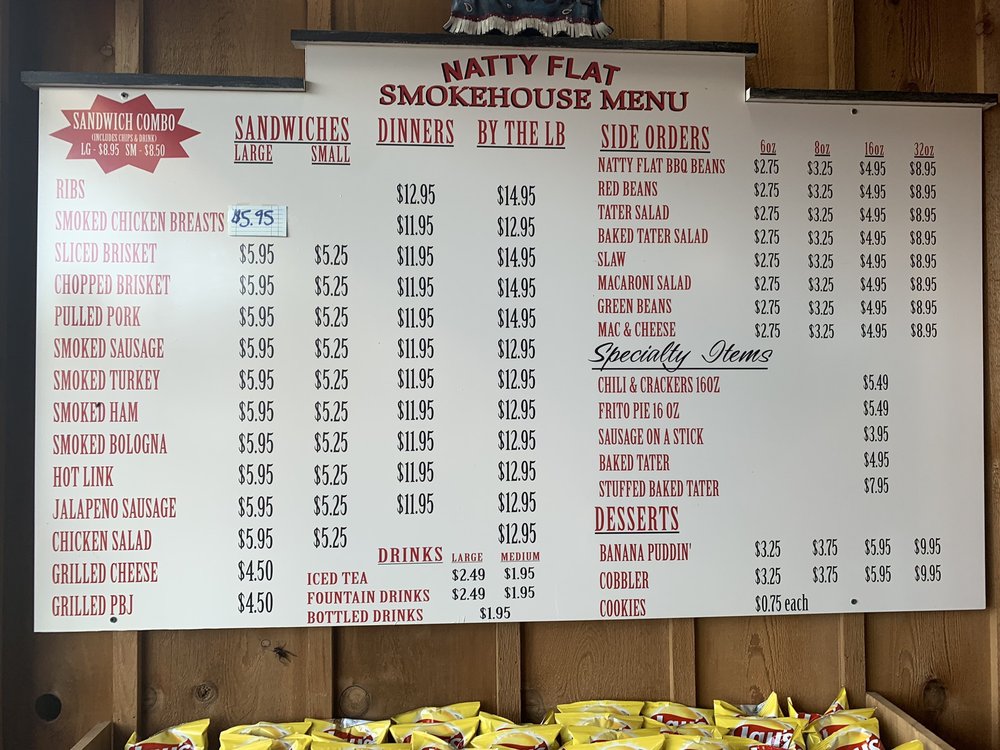 NATTY FLAT
SMOKEHOUSE MENU
SANDWICH COMBO
(INCLUDES CHIPS & DRINK)
LG - $8.95 SM - $8.50
SANDWICHES DINNERS BY THE LB
LARGE SMALL
RIBS $12.95 $14.95
SMOKED CHICKEN BREASTS $5.95 $11.95 $12.95
SLICED BRISKET $5.95 $5.25 $11.95 $14.95
CHOPPED BRISKET $5.95 $5.25 $11.95 $14.95
PULLED PORK $5.95 $5.25 $11.95 $14.95
SMOKED SAUSAGE $5.95 $5.25 $11.95 $12.95
SMOKED TURKEY $5.95 $5.25 $11.95 $12.95
SMOKED HAM $5.95 $5.25 $11.95 $12.95
SMOKED BOLOGNA $5.95 $5.25 $11.95 $12.95
HOT LINK $5.95 $5.25 $11.95 $12.95
JALAPENO SAUSAGE $5.95 $5.25 $11.95 $12.95
CHICKEN SALAD $5.95 $5.25 $12.95
GRILLED CHEESE $4.50
GRILLED PBJ $4.50
DRINKS LARGE MEDIUM
ICED TEA $2.49 $1.95
FOUNTAIN DRINKS $2.49 $1.95
BOTTLED DRINKS $1.95
SIDE ORDERS 6oz 8oz 16oz 32oz
NATTY FLAT BBQ BEANS $2.75 $3.25 $4.95 $8.95
RED BEANS $2.75 $3.25 $4.95 $8.95
TATER SALAD $2.75 $3.25 $4.95 $8.95
BAKED TATER SALAD $2.75 $3.25 $4.95 $8.95
SLAW $2.75 $3.25 $4.95 $8.95
MACARONI SALAD $2.75 $3.25 $4.95 $8.95
GREEN BEANS $2.75 $3.25 $4.95 $8.95
MAC & CHEESE $2.75 $3.25 $4.95 $8.95
Specialty Items
CHILI & CRACKERS 16OZ $5.49
FRITO PIE 16 OZ $5.49
SAUSAGE ON A STICK $3.95
BAKED TATER $4.95
STUFFED BAKED TATER $7.95
DESSERTS
BANANA PUDDIN' $3.25 $3.75 $5.95 $9.95
COBBLER $3.25 $3.75 $5.95 $9.95
COOKIES $0.75 each